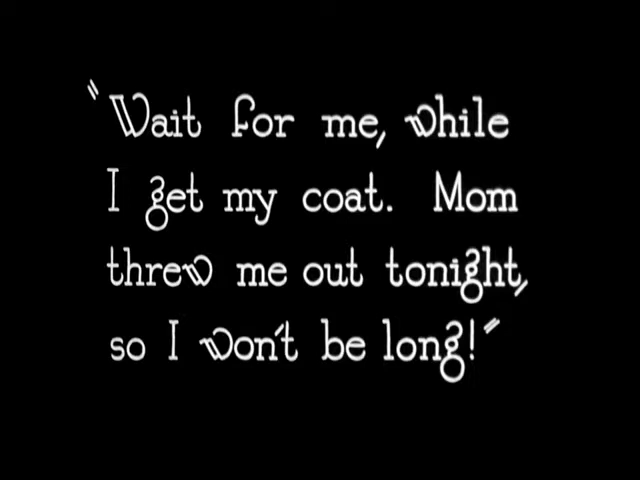 "Wait for me, while
I get my coat. Mom
threw me out tonight,
so I won't be long!"